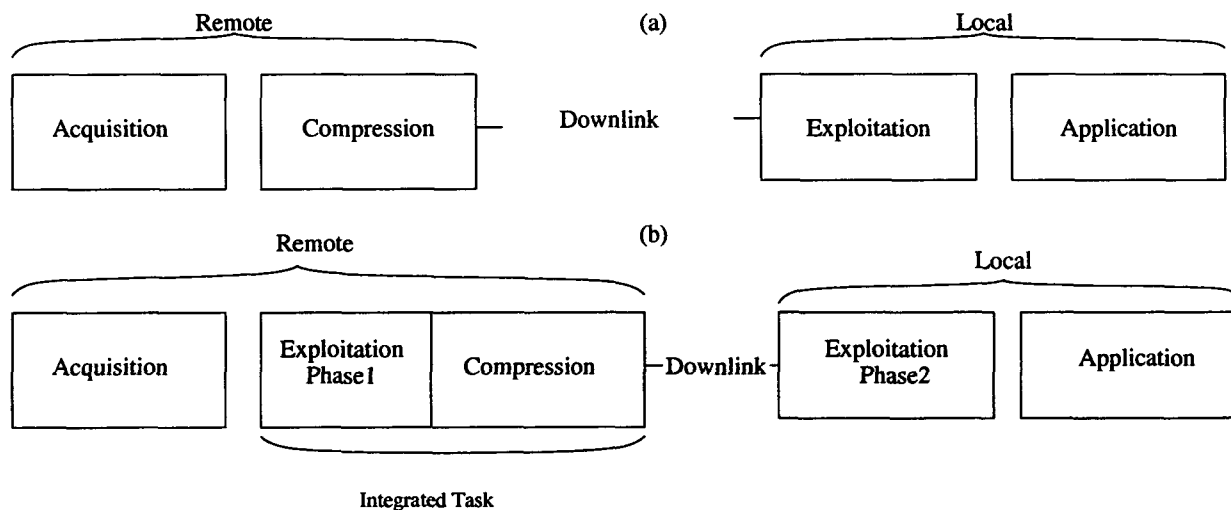 Remote
(a)
Local
Acquisition
Compression
Downlink
Exploitation
Application
(b)
Remote
Local
Acquisition
Exploitation
Phase1
Compression
Downlink
Exploitation
Phase2
Application
Integrated Task